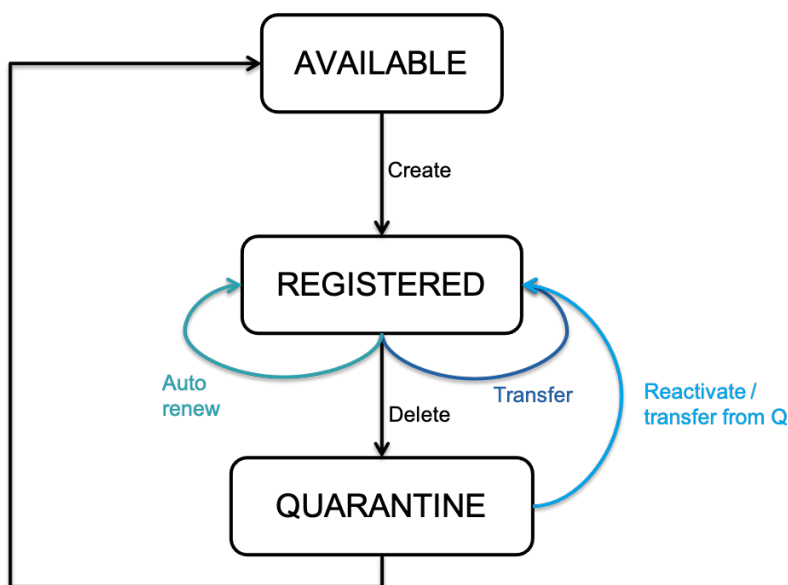 AVAILABLE
Create
REGISTERED
Auto
renew
Transfer
Reactivate /
transfer from Q
Delete
QUARANTINE